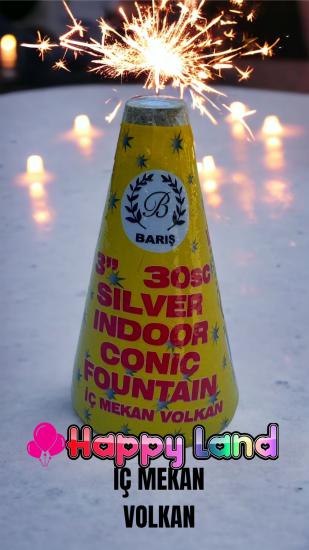 B
BARIŞ
3" 30SC
SILVER
INDOOR
CONIC
FOUNTAIN
İÇ MEKAN VOLKAN
Happy Land
İÇ MEKAN
VOLKAN